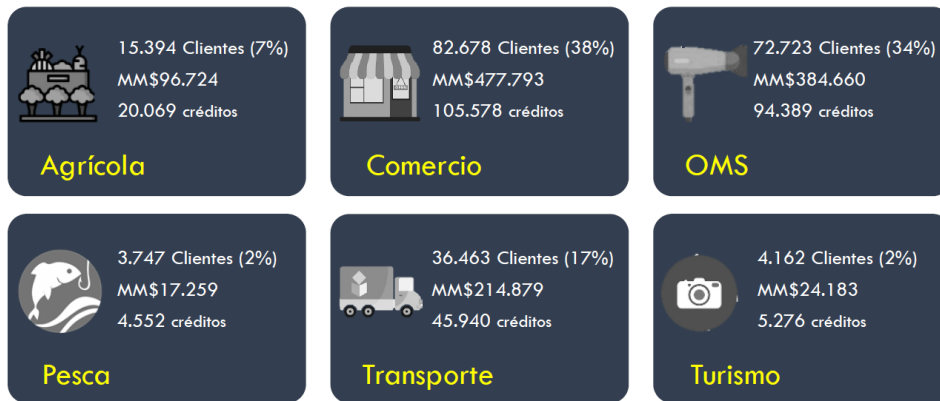 15.394 Clientes (7%)
MM$96.724
20.069 créditos
Agrícola
82.678 Clientes (38%)
MM$477.793
105.578 créditos
Comercio
72.723 Clientes (34%)
MM$384.660
94.389 créditos
OMS
3.747 Clientes (2%)
MM$17.259
4.552 créditos
Pesca
36.463 Clientes (17%)
MM$214.879
45.940 créditos
Transporte
4.162 Clientes (2%)
MM$24.183
5.276 créditos
Turismo